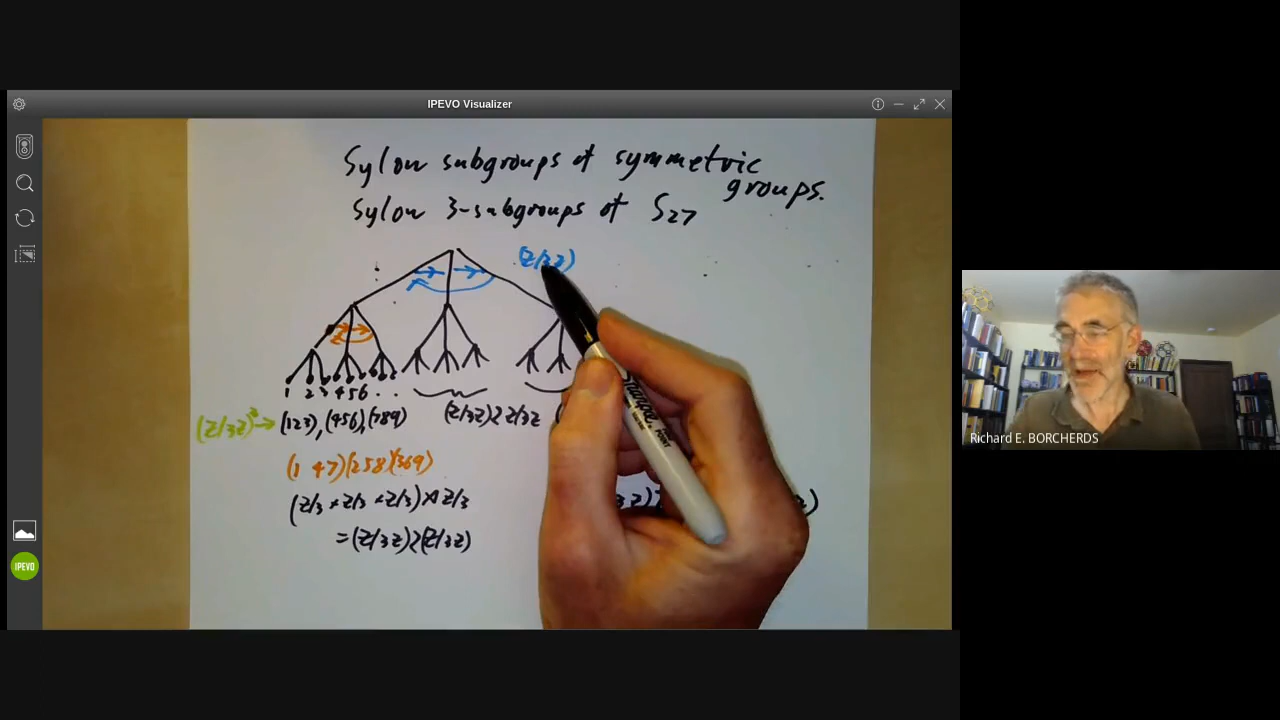 IPEVO Visualizer
Sylow subgroups of symmetric
groups.
Sylow 3-subgroups of S27
(Z/3Z)
1 2 3 4 5 6 . .
(Z/3Z)³ → (123), (456), (789) (Z/3Z)≀Z/3Z (
(1 4 7)(2 5 8)(3 6 9)
(Z/3 × Z/3 × Z/3) ⋊ Z/3
= (Z/3Z)≀(Z/3Z)
Richard E. BORCHERDS
IPEVO